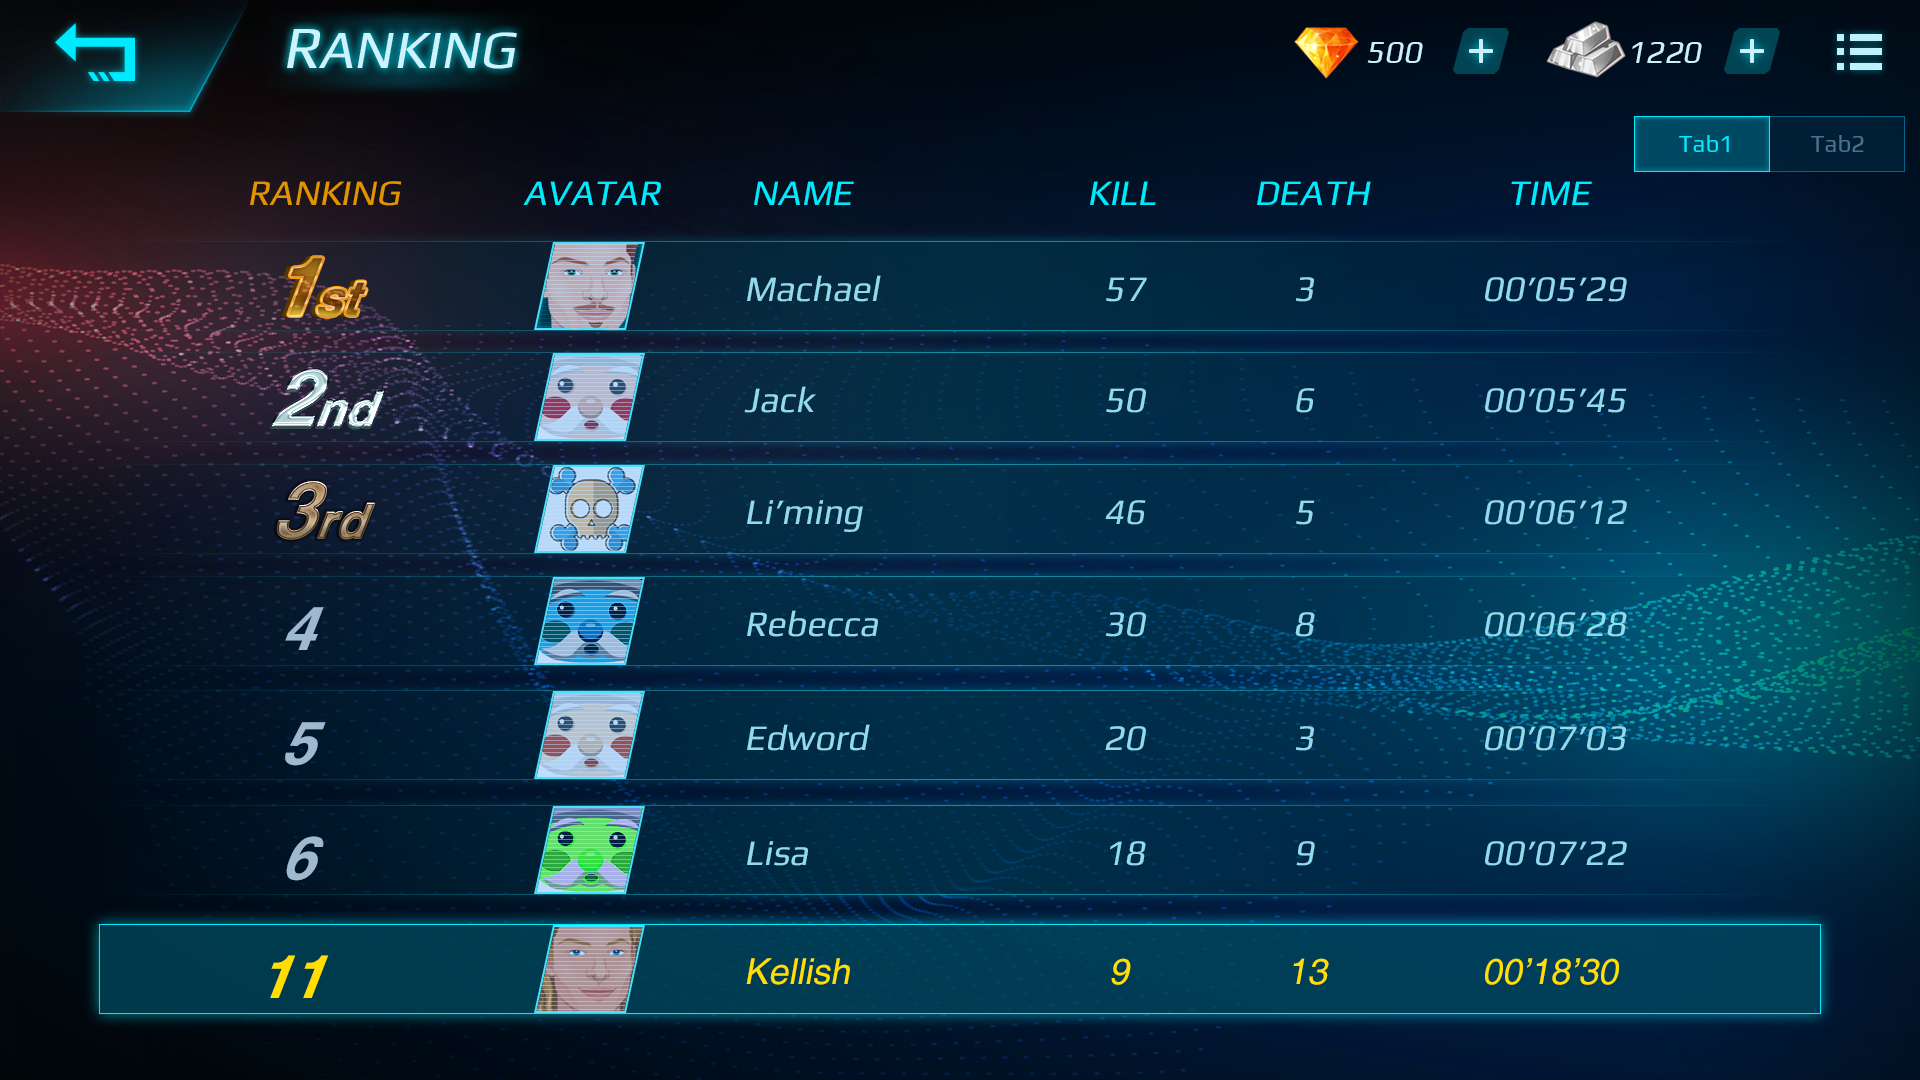 RANKING
500 + 1220 +
Tab1 Tab2
RANKING AVATAR NAME KILL DEATH TIME
1st Machael 57 3 00'05'29
2nd Jack 50 6 00'05'45
3rd Li'ming 46 5 00'06'12
4 Rebecca 30 8 00'06'28
5 Edword 20 3 00'07'03
6 Lisa 18 9 00'07'22
11 Kellish 9 13 00'18'30